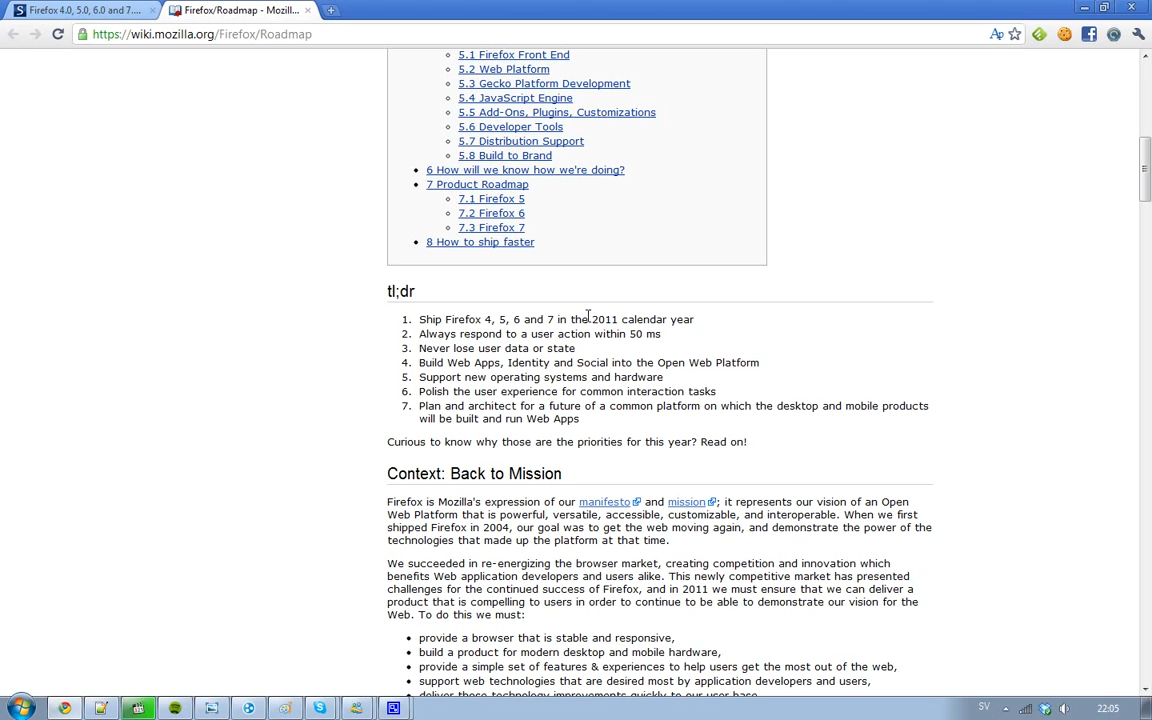 Firefox 4.0, 5.0, 6.0 and 7....
Firefox/Roadmap - Mozill...
https://wiki.mozilla.org/Firefox/Roadmap
5.1 Firefox Front End
5.2 Web Platform
5.3 Gecko Platform Development
5.4 JavaScript Engine
5.5 Add-Ons, Plugins, Customizations
5.6 Developer Tools
5.7 Distribution Support
5.8 Build to Brand
6 How will we know how we're doing?
7 Product Roadmap
7.1 Firefox 5
7.2 Firefox 6
7.3 Firefox 7
8 How to ship faster
tl;dr
1. Ship Firefox 4, 5, 6 and 7 in the 2011 calendar year
2. Always respond to a user action within 50 ms
3. Never lose user data or state
4. Build Web Apps, Identity and Social into the Open Web Platform
5. Support new operating systems and hardware
6. Polish the user experience for common interaction tasks
7. Plan and architect for a future of a common platform on which the desktop and mobile products
will be built and run Web Apps
Curious to know why those are the priorities for this year? Read on!
Context: Back to Mission
Firefox is Mozilla's expression of our manifesto and mission; it represents our vision of an Open
Web Platform that is powerful, versatile, accessible, customizable, and interoperable. When we first
shipped Firefox in 2004, our goal was to get the web moving again, and demonstrate the power of the
technologies that made up the platform at that time.
We succeeded in re-energizing the browser market, creating competition and innovation which
benefits Web application developers and users alike. This newly competitive market has presented
challenges for the continued success of Firefox, and in 2011 we must ensure that we can deliver a
product that is compelling to users in order to continue to be able to demonstrate our vision for the
Web. To do this we must:
provide a browser that is stable and responsive,
build a product for modern desktop and mobile hardware,
provide a simple set of features & experiences to help users get the most out of the web,
support web technologies that are desired most by application developers and users,
deliver those technology improvements quickly to our user base
SV
22:05